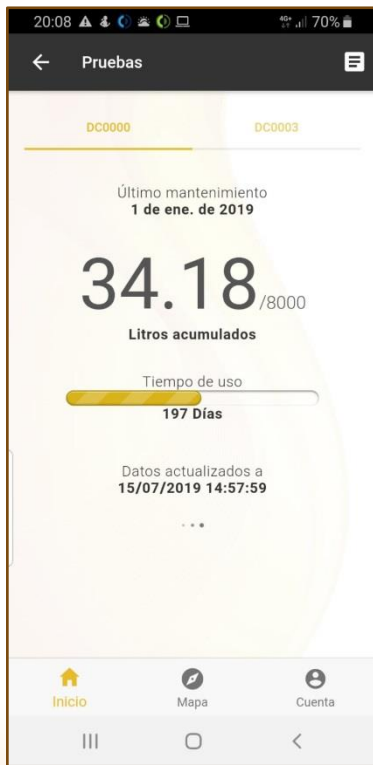 20:08 4G+ 70%
Pruebas
DC0000 DC0003
Último mantenimiento
1 de ene. de 2019
34.18/8000
Litros acumulados
Tiempo de uso
197 Días
Datos actualizados a
15/07/2019 14:57:59
Inicio Mapa Cuenta